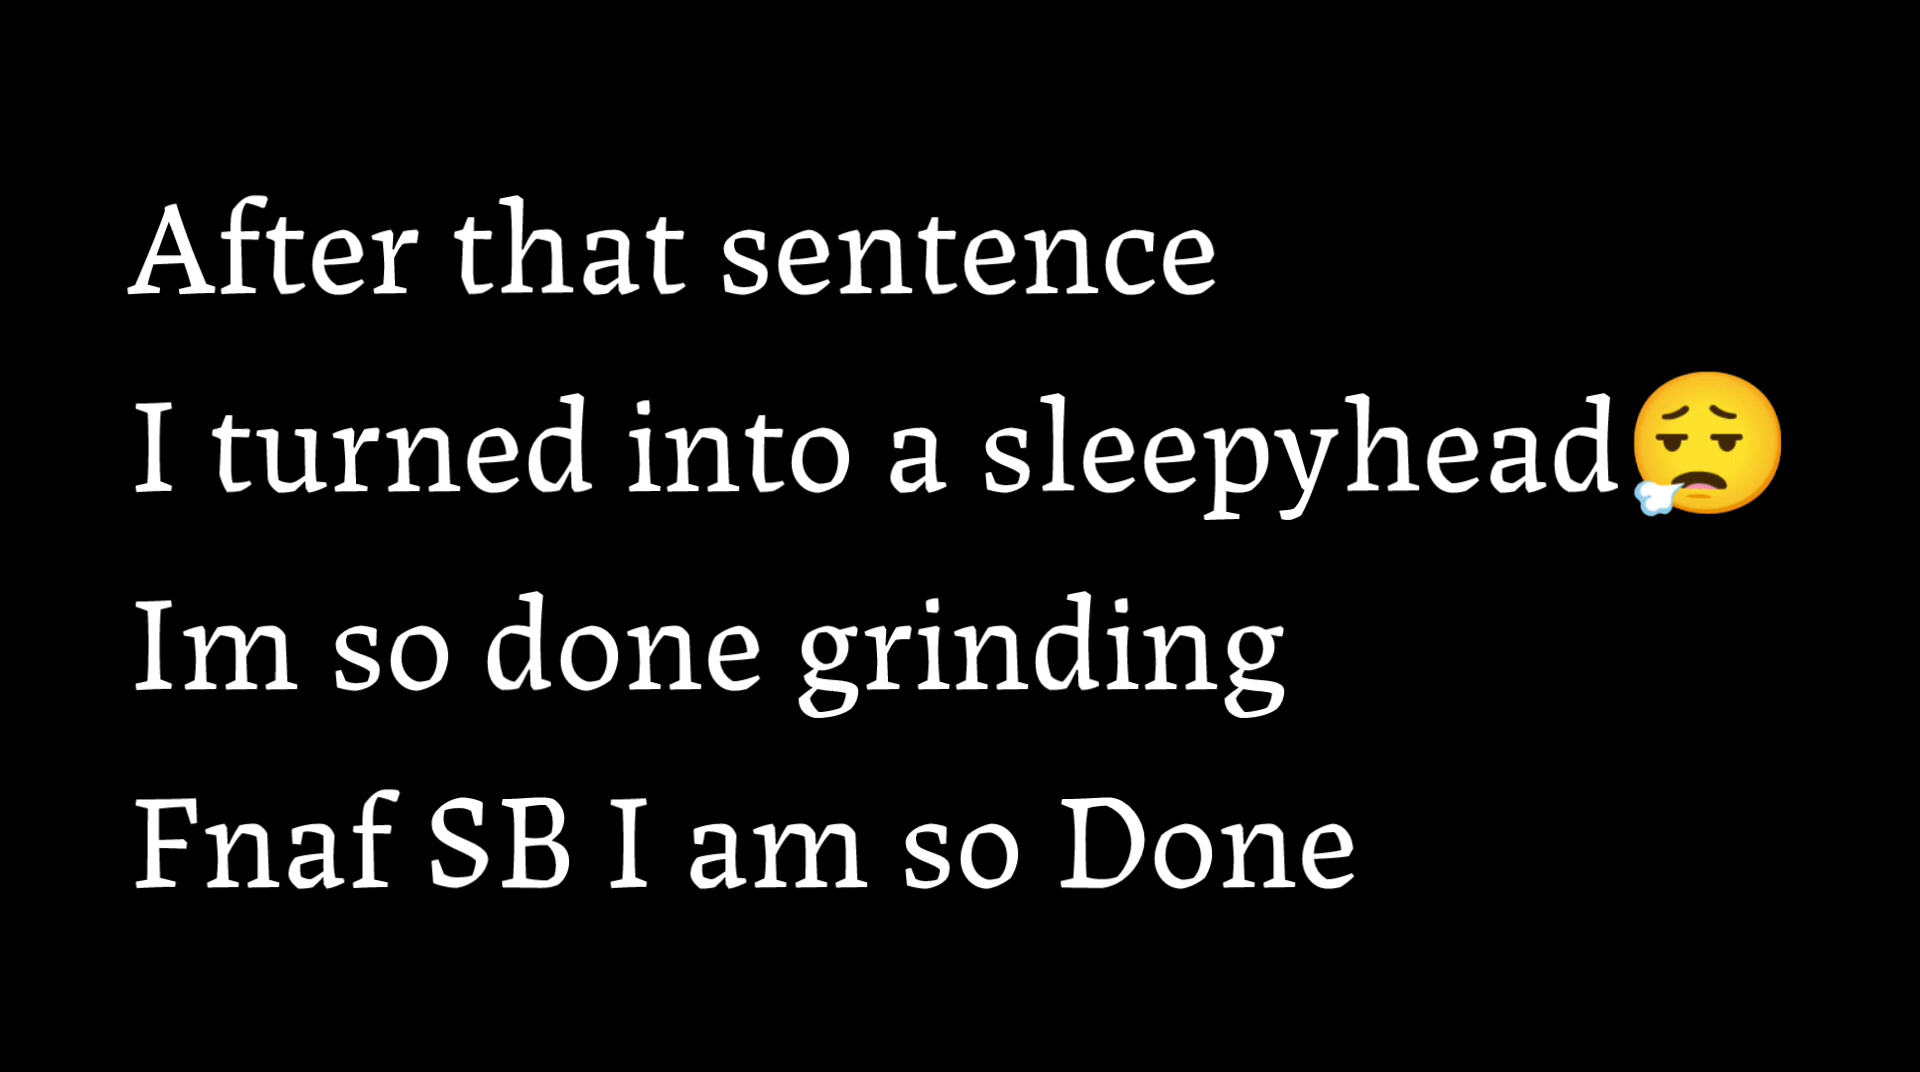 After that sentence
I turned into a sleepyhead😮‍💨
Im so done grinding
Fnaf SB I am so Done